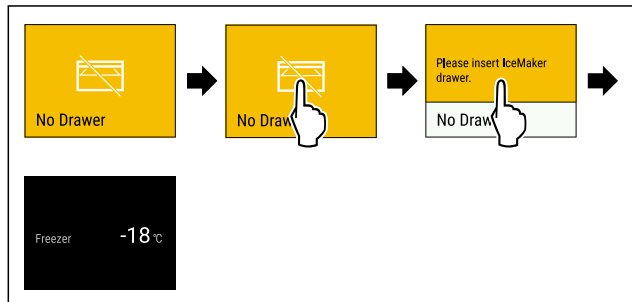 No Drawer
No Draw
Please insert IceMaker
drawer.
No Draw
Freezer -18 °C